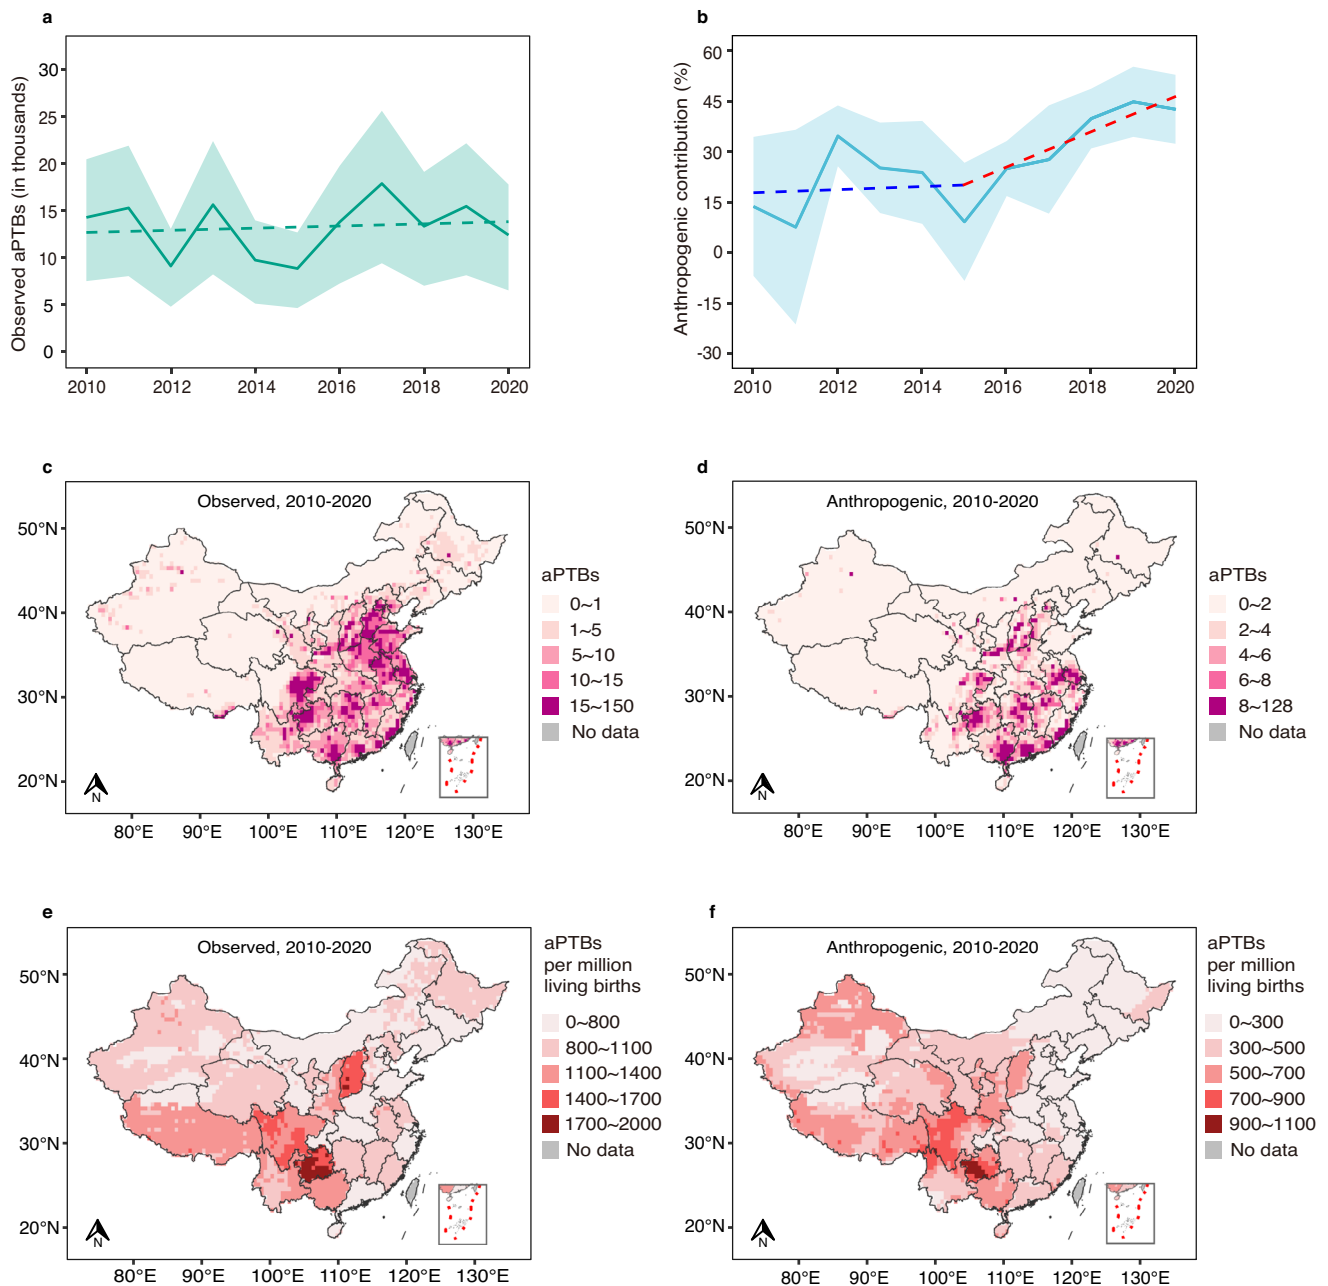 a
Observed aPTBs (in thousands)
30
25
20
15
10
5
0
2010 2012 2014 2016 2018 2020
b
Anthropogenic contribution (%)
60
45
30
15
0
-15
-30
2010 2012 2014 2016 2018 2020
c
Observed, 2010-2020
50°N
40°N
30°N
20°N
N
80°E 90°E 100°E 110°E 120°E 130°E
aPTBs
0~1
1~5
5~10
10~15
15~150
No data
d
Anthropogenic, 2010-2020
50°N
40°N
30°N
20°N
N
80°E 90°E 100°E 110°E 120°E 130°E
aPTBs
0~2
2~4
4~6
6~8
8~128
No data
e
Observed, 2010-2020
50°N
40°N
30°N
20°N
N
80°E 90°E 100°E 110°E 120°E 130°E
aPTBs
per million
living births
0~800
800~1100
1100~1400
1400~1700
1700~2000
No data
f
Anthropogenic, 2010-2020
50°N
40°N
30°N
20°N
N
80°E 90°E 100°E 110°E 120°E 130°E
aPTBs
per million
living births
0~300
300~500
500~700
700~900
900~1100
No data